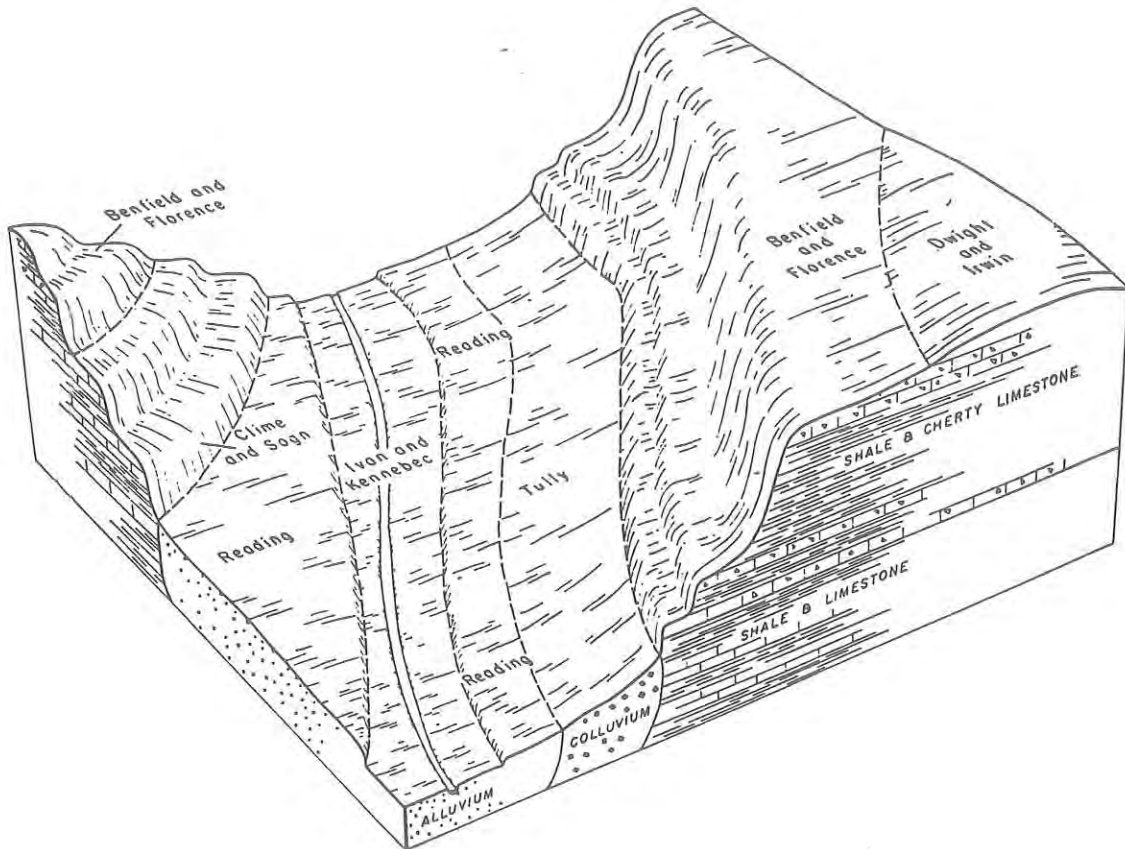 Benfield and
Florence
Benfield
and
Florence
Dwight
and
Irwin
Reading
Clime
and Sogn
Ivan and
Kennebec
Tully
Reading
Reading
SHALE & CHERTY LIMESTONE
SHALE & LIMESTONE
COLLUVIUM
ALLUVIUM